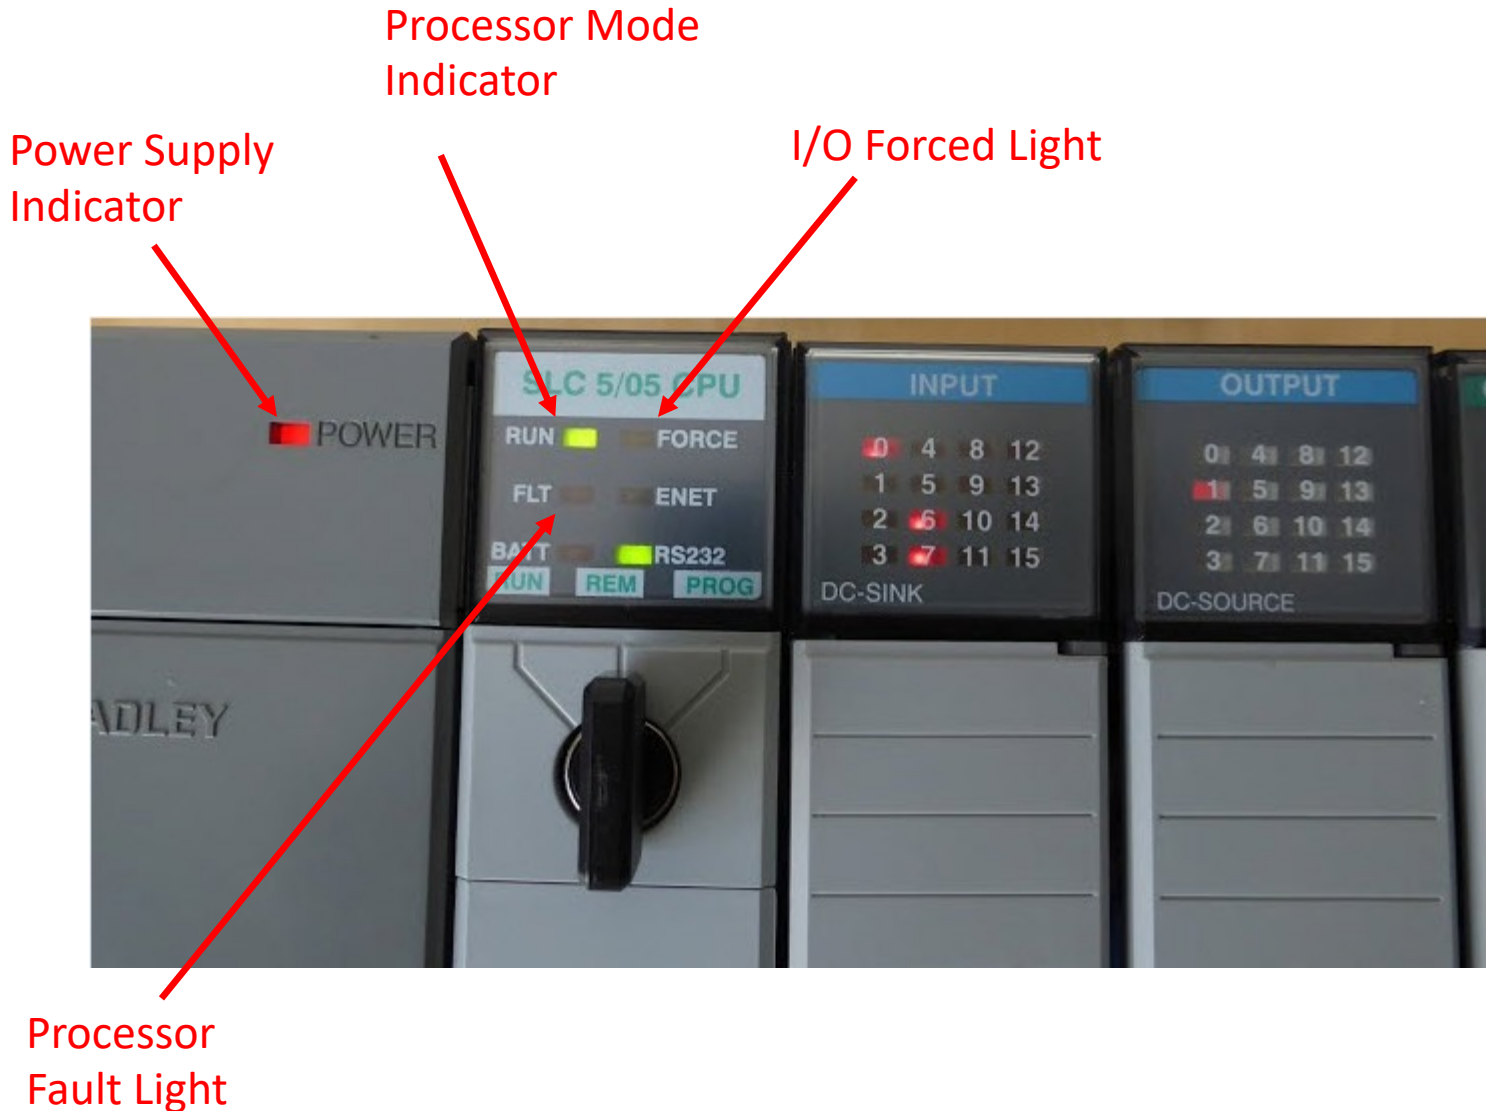 Processor Mode
Indicator
Power Supply
Indicator
I/O Forced Light
POWER
SLC 5/05 CPU
RUN FORCE
FLT ENET
BATT RS232
RUN REM PROG
INPUT
0 4 8 12
1 5 9 13
2 6 10 14
3 7 11 15
DC-SINK
OUTPUT
0 4 8 12
1 5 9 13
2 6 10 14
3 7 11 15
DC-SOURCE
ADLEY
Processor
Fault Light